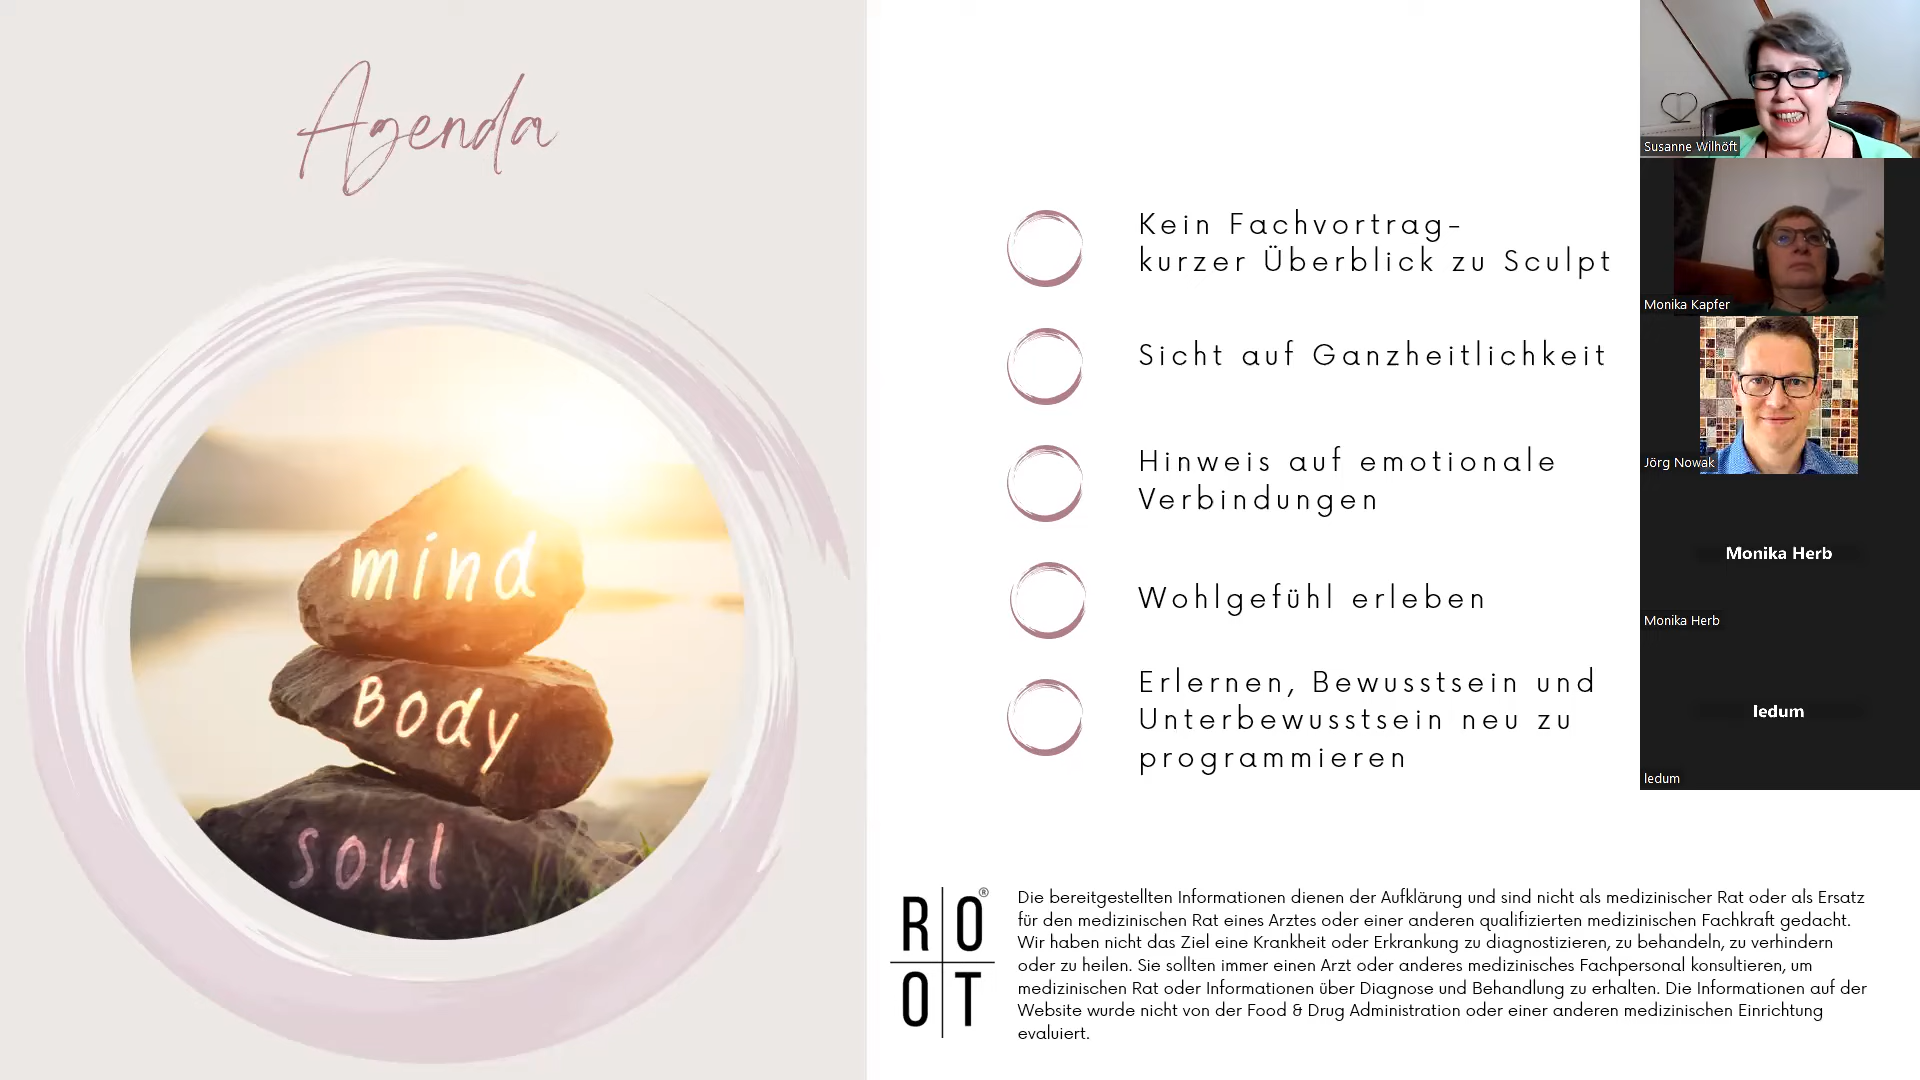 Agenda
mind
Body
soul
Kein Fachvortrag-
kurzer Überblick zu Sculpt
Sicht auf Ganzheitlichkeit
Hinweis auf emotionale
Verbindungen
Wohlgefühl erleben
Erlernen, Bewusstsein und
Unterbewusstsein neu zu
programmieren
RO®
OT
Die bereitgestellten Informationen dienen der Aufklärung und sind nicht als medizinischer Rat oder als Ersatz
für den medizinischen Rat eines Arztes oder einer anderen qualifizierten medizinischen Fachkraft gedacht.
Wir haben nicht das Ziel eine Krankheit oder Erkrankung zu diagnostizieren, zu behandeln, zu verhindern
oder zu heilen. Sie sollten immer einen Arzt oder anderes medizinisches Fachpersonal konsultieren, um
medizinischen Rat oder Informationen über Diagnose und Behandlung zu erhalten. Die Informationen auf der
Website wurde nicht von der Food & Drug Administration oder einer anderen medizinischen Einrichtung
evaluiert.
Susanne Wilhöft
Monika Kapfer
Jörg Nowak
Monika Herb
Monika Herb
ledum
ledum